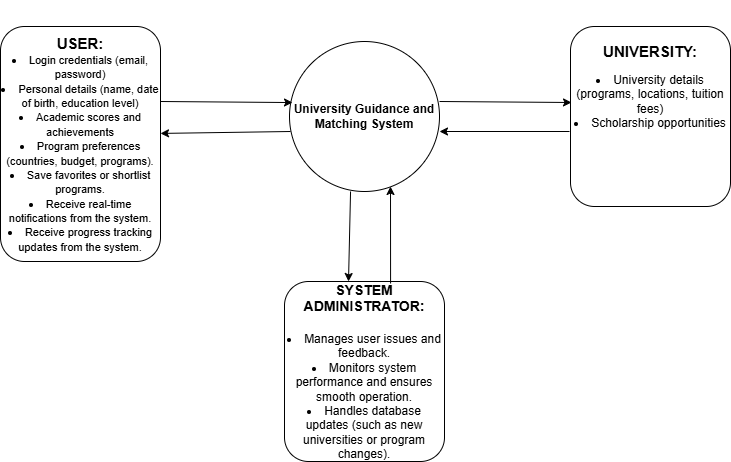 USER:
• Login credentials (email,
password)
• Personal details (name, date
of birth, education level)
• Academic scores and
achievements
• Program preferences
(countries, budget, programs).
• Save favorites or shortlist
programs.
• Receive real-time
notifications from the system.
• Receive progress tracking
updates from the system.
University Guidance and
Matching System
UNIVERSITY:
• University details
(programs, locations, tuition
fees)
• Scholarship opportunities
SYSTEM
ADMINISTRATOR:
• Manages user issues and
feedback.
• Monitors system
performance and ensures
smooth operation.
• Handles database
updates (such as new
universities or program
changes).